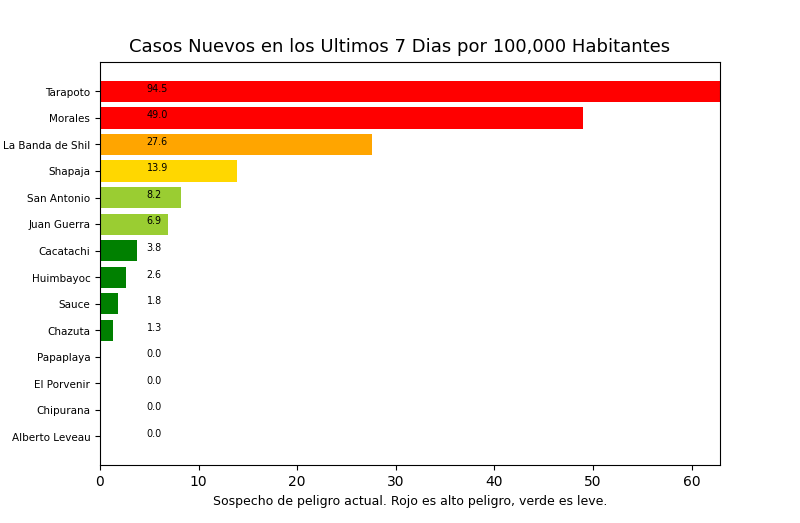 Casos Nuevos en los Ultimos 7 Dias por 100,000 Habitantes
Tarapoto 94.5
Morales 49.0
La Banda de Shil 27.6
Shapaja 13.9
San Antonio 8.2
Juan Guerra 6.9
Cacatachi 3.8
Huimbayoc 2.6
Sauce 1.8
Chazuta 1.3
Papaplaya 0.0
El Porvenir 0.0
Chipurana 0.0
Alberto Leveau 0.0
0 10 20 30 40 50 60
Sospecho de peligro actual. Rojo es alto peligro, verde es leve.